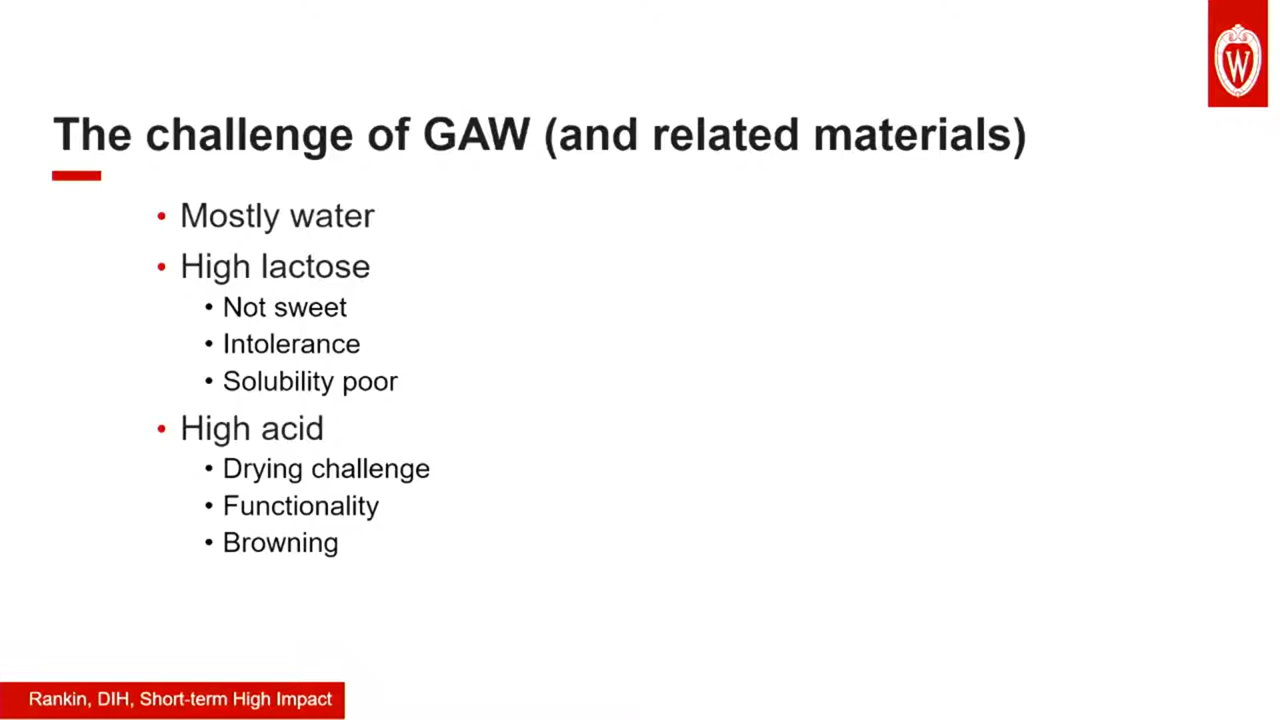 W
The challenge of GAW (and related materials)
• Mostly water
• High lactose
• Not sweet
• Intolerance
• Solubility poor
• High acid
• Drying challenge
• Functionality
• Browning
Rankin, DIH, Short-term High Impact